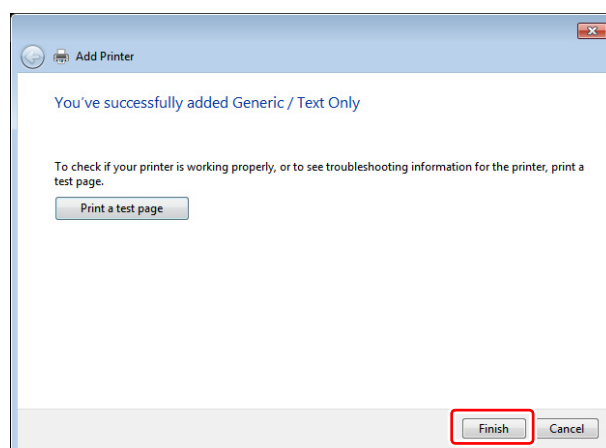 Add Printer
You've successfully added Generic / Text Only
To check if your printer is working properly, or to see troubleshooting information for the printer, print a
test page.
Print a test page
Finish Cancel